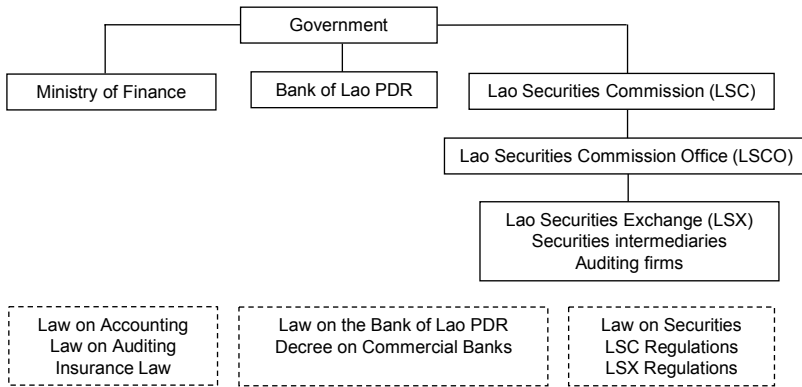 Government
Ministry of Finance
Bank of Lao PDR
Lao Securities Commission (LSC)
Lao Securities Commission Office (LSCO)
Lao Securities Exchange (LSX)
Securities intermediaries
Auditing firms
Law on Accounting
Law on Auditing
Insurance Law
Law on the Bank of Lao PDR
Decree on Commercial Banks
Law on Securities
LSC Regulations
LSX Regulations